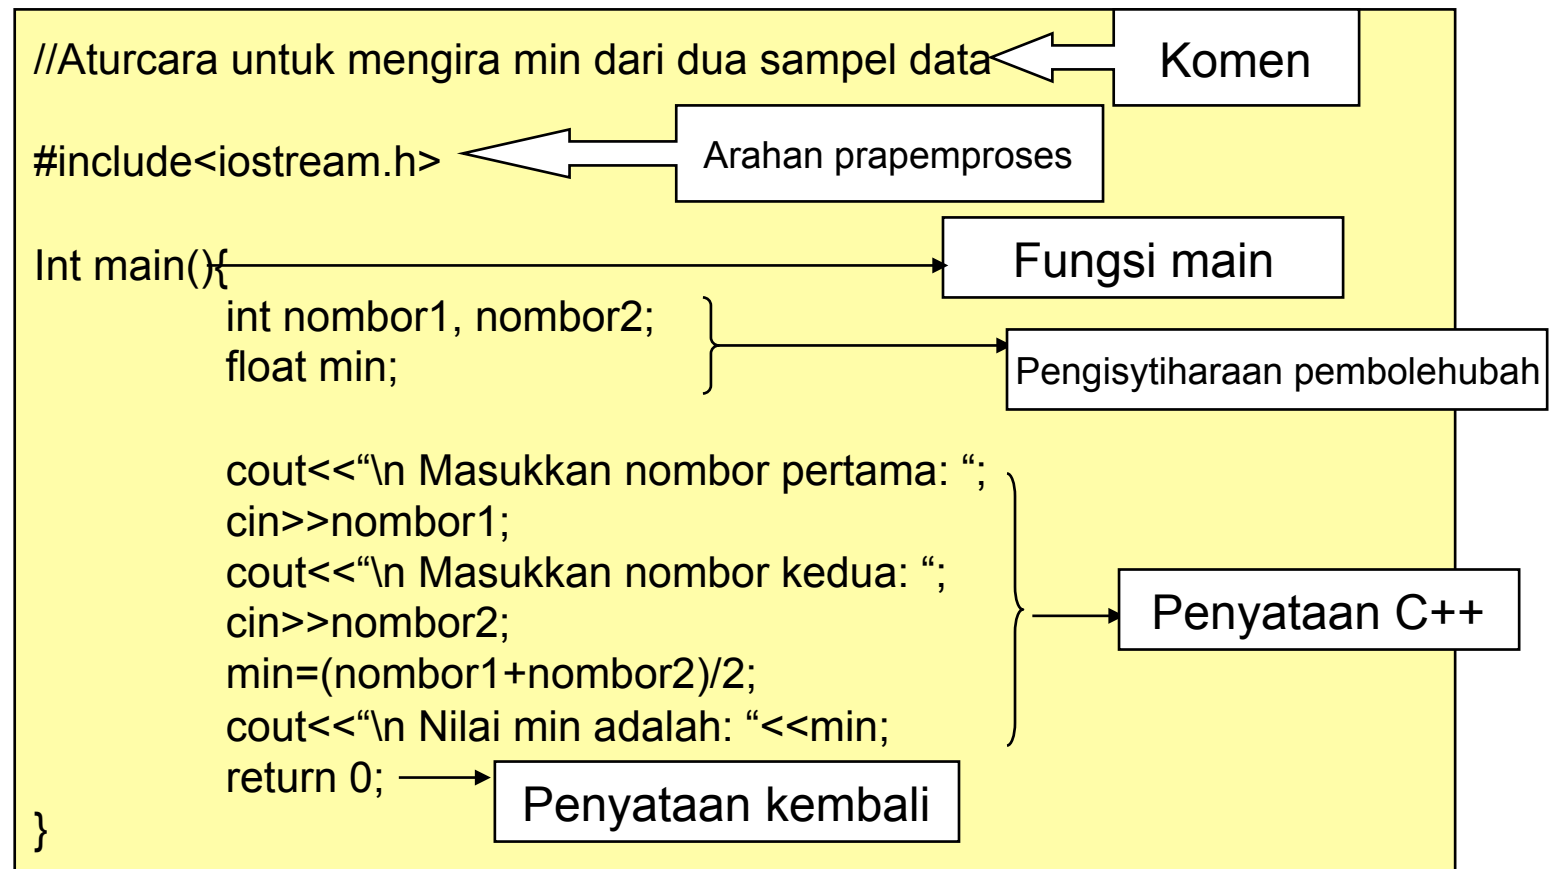 //Aturcara untuk mengira min dari dua sampel data
Komen
#include<iostream.h>
Arahan prapemproses
Int main(){
Fungsi main
int nombor1, nombor2;
float min;
Pengisytiharaan pembolehubah
cout<<“\n Masukkan nombor pertama: “;
cin>>nombor1;
cout<<“\n Masukkan nombor kedua: “;
cin>>nombor2;
Penyataan C++
min=(nombor1+nombor2)/2;
cout<<“\n Nilai min adalah: “<<min;
return 0;
Penyataan kembali
}